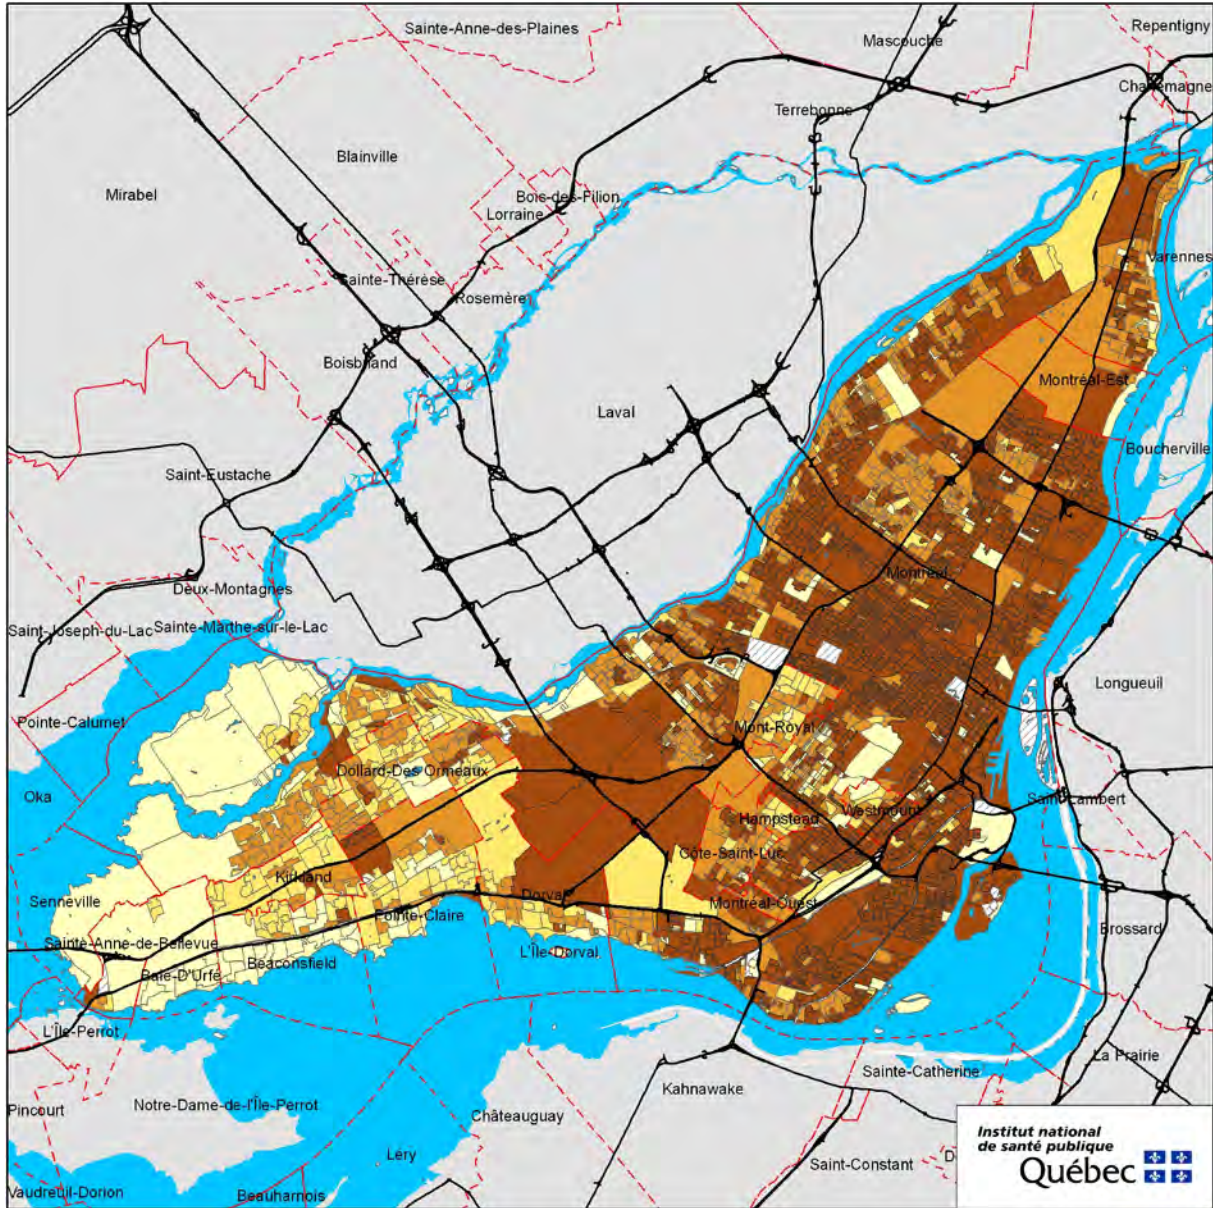 Sainte-Anne-des-Plaines
Repentigny
Mascouche
Charlemagne
Terrebonne
Blainville
Mirabel
Bois-des-Filion
Lorraine
Varennes
Sainte-Thérèse
Rosemère
Boisbriand
Montréal-Est
Laval
Boucherville
Saint-Eustache
Montréal
Deux-Montagnes
Sainte-Marthe-sur-le-Lac
Saint-Joseph-du-Lac
Longueuil
Pointe-Calumet
Mont-Royal
Dollard-Des Ormeaux
Oka
Saint-Lambert
Westmount
Hampstead
Côte-Saint-Luc
Kirkland
Dorval
Senneville
Montréal-Ouest
Pointe-Claire
Brossard
Sainte-Anne-de-Bellevue
L'Île-Dorval
Beaconsfield
Baie-D'Urfé
L'Île-Perrot
La Prairie
Sainte-Catherine
Kahnawake
Notre-Dame-de-l'Île-Perrot
Pincourt
Châteauguay
Léry
Saint-Constant
D
Vaudreuil-Dorion
Beauharnois
Institut national
de santé publique
Québec